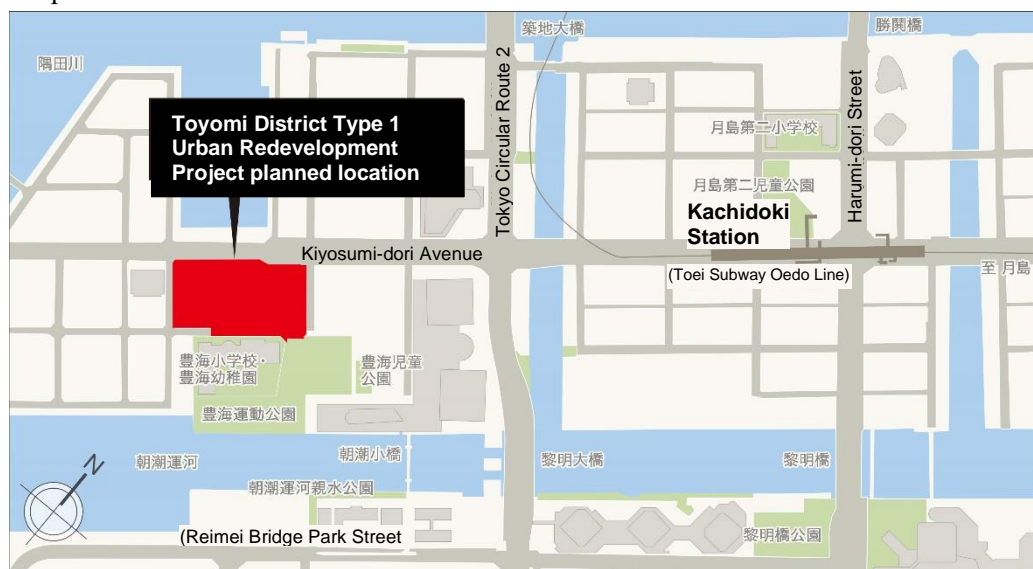 築地大橋
勝鬨橋
隅田川
Tokyo Circular Route 2
Harumi-dori Street
Toyomi District Type 1
Urban Redevelopment
Project planned location
月島第二小学校
月島第二児童公園
Kachidoki
Station
Kiyosumi-dori Avenue
(Toei Subway Oedo Line)
至 月島
豊海小学校・
豊海幼稚園
豊海児童
公園
豊海運動公園
朝潮運河
朝潮小橋
黎明大橋
黎明橋
N
朝潮運河親水公園
(Reimei Bridge Park Street
黎明橋公園